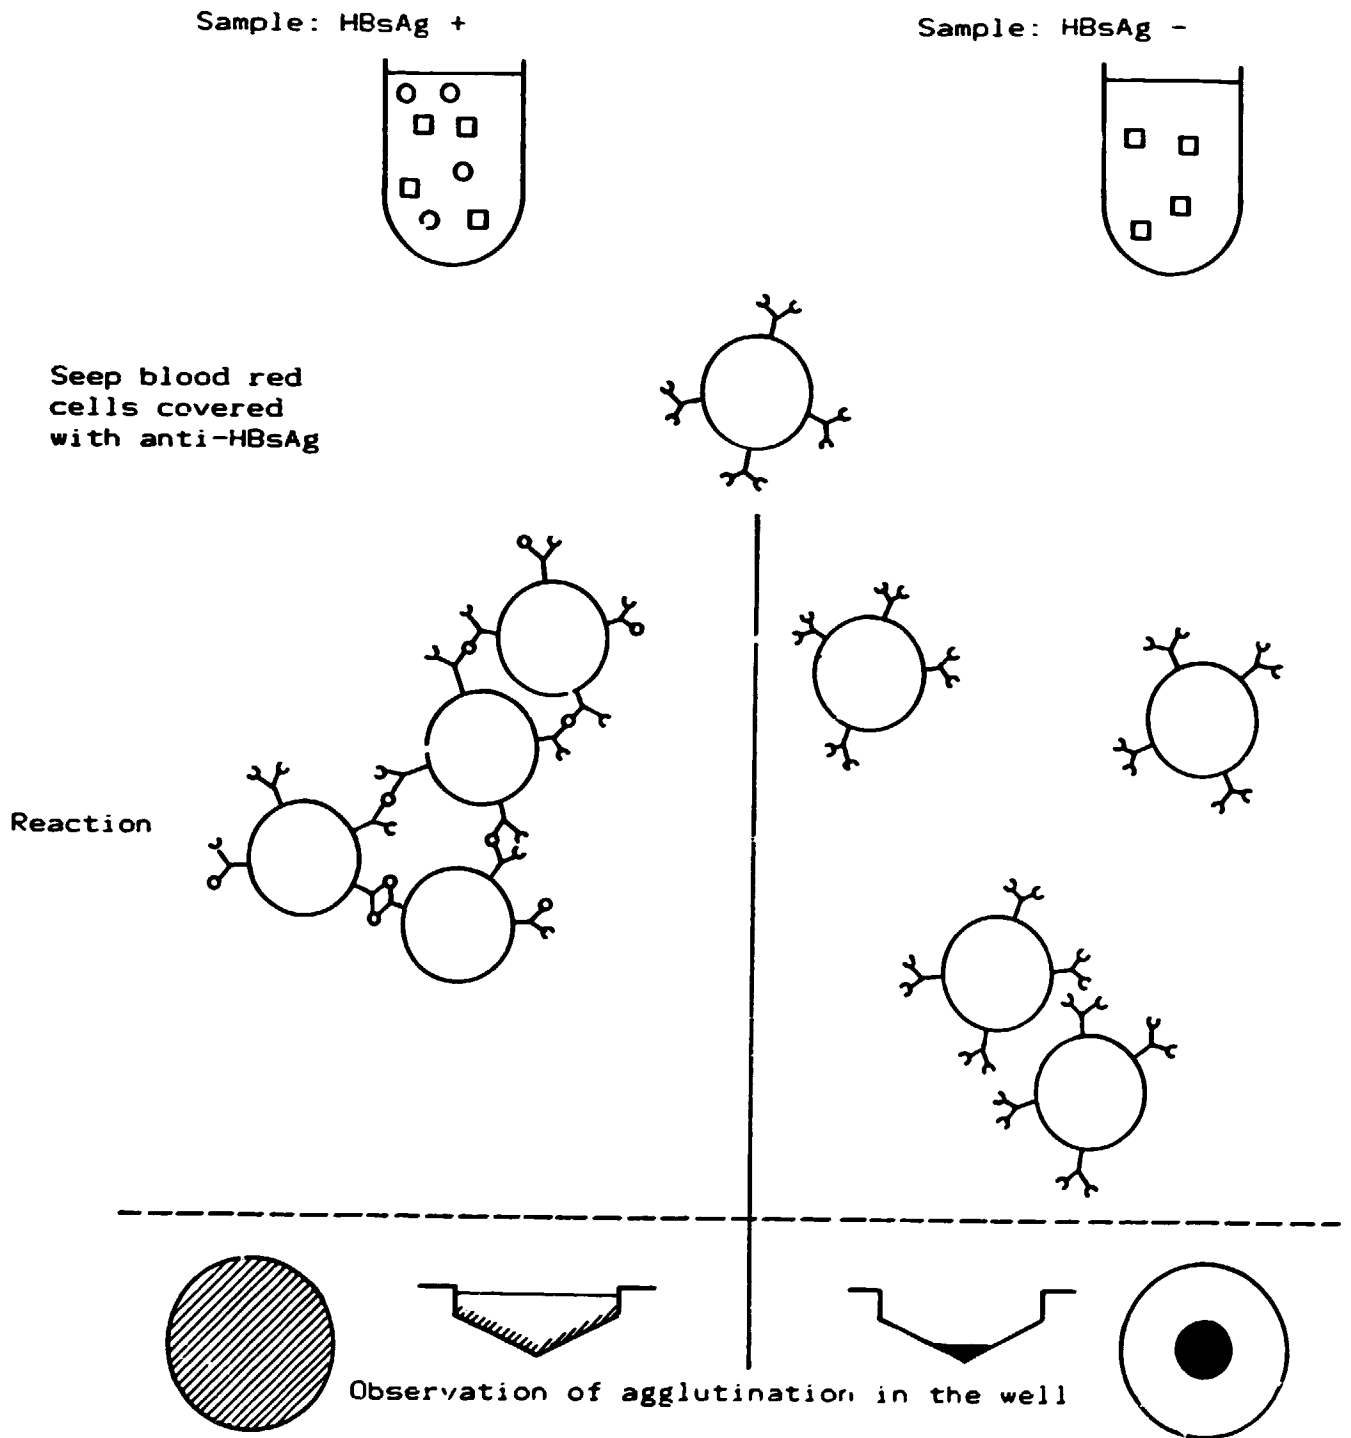 Sample: HBsAg +
Sample: HBsAg -
Seep blood red
cells covered
with anti-HBsAg
Reaction
Observation of agglutination in the well